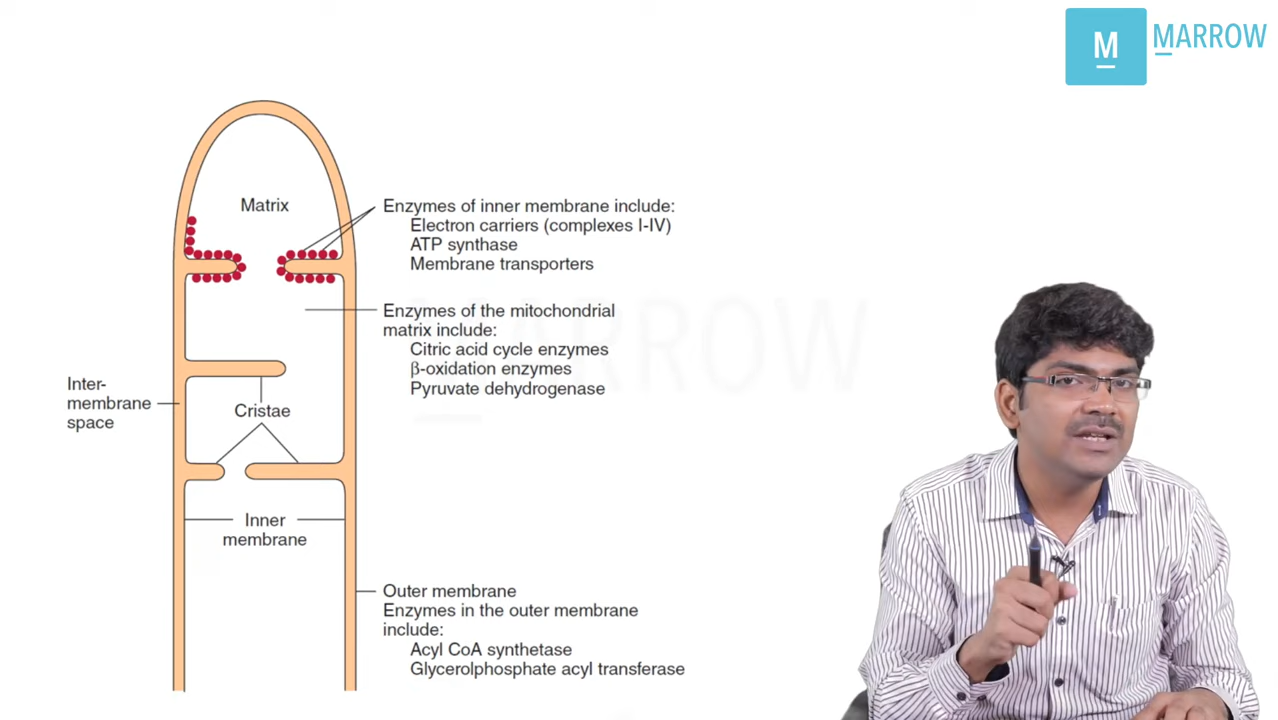 M
MARROW
Matrix
Enzymes of inner membrane include:
Electron carriers (complexes I-IV)
ATP synthase
Membrane transporters
Enzymes of the mitochondrial
matrix include:
Citric acid cycle enzymes
β-oxidation enzymes
Pyruvate dehydrogenase
Inter-
membrane
space
Cristae
Inner
membrane
Outer membrane
Enzymes in the outer membrane
include:
Acyl CoA synthetase
Glycerolphosphate acyl transferase
MARROW